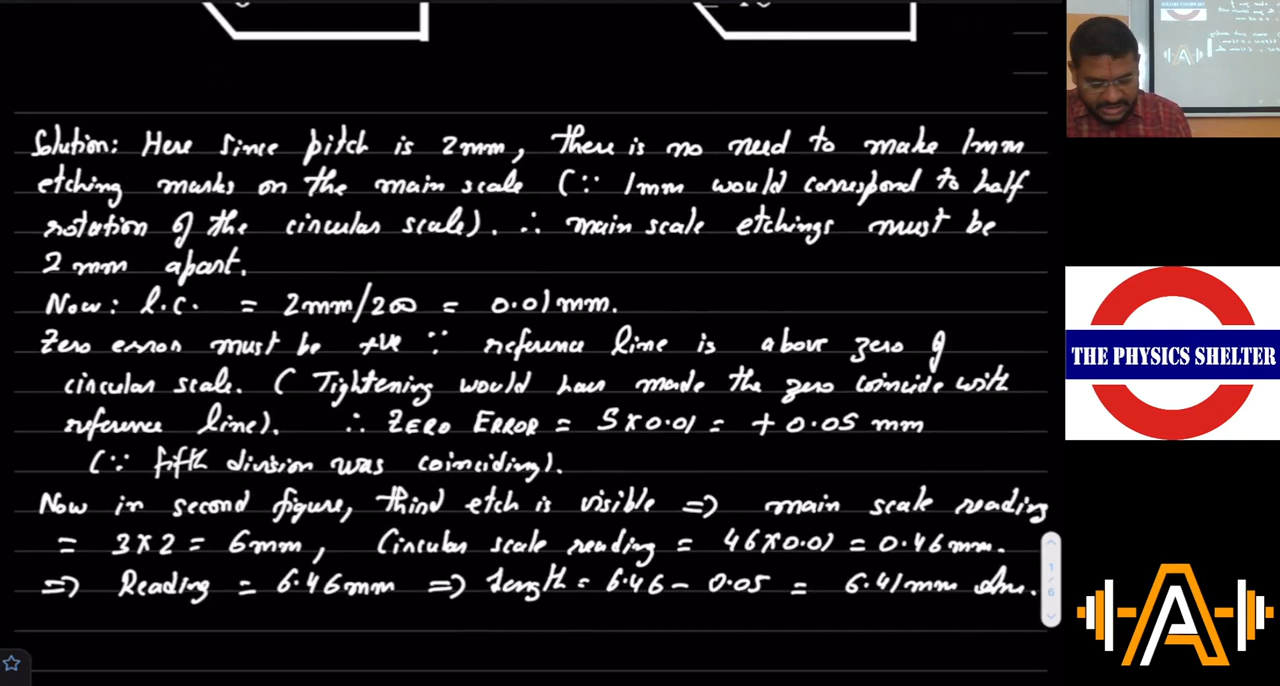 Solution: Here since pitch is 2mm, there is no need to make 1mm
etching marks on the main scale (∵ 1mm would correspond to half
rotation of the circular scale). ∴ main scale etchings must be
2 mm apart.
Now: l.c. = 2mm/200 = 0.01mm.
Zero error must be +ve ∵ reference line is above zero of
circular scale. (Tightening would have made the zero coincide with
reference line). ∴ ZERO ERROR = 5×0.01 = +0.05 mm
(∵ fifth division was coinciding).
Now in second figure, third etch is visible => main scale reading
= 3×2 = 6mm, Circular scale reading = 46×0.01 = 0.46mm.
=> Reading = 6.46mm => length = 6.46 - 0.05 = 6.41mm Ans.
THE PHYSICS SHELTER
A
1
6